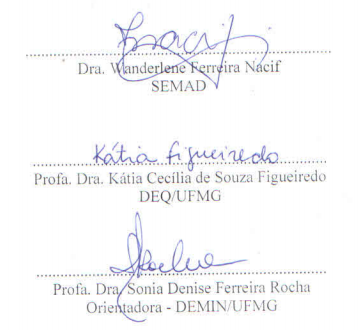 Dra. Wanderlene Ferreira Nacif
SEMAD
Kátia Figueiredo
Profa. Dra. Kátia Cecília de Souza Figueiredo
DEQ/UFMG
Profa. Dra. Sonia Denise Ferreira Rocha
Orientadora - DEMIN/UFMG